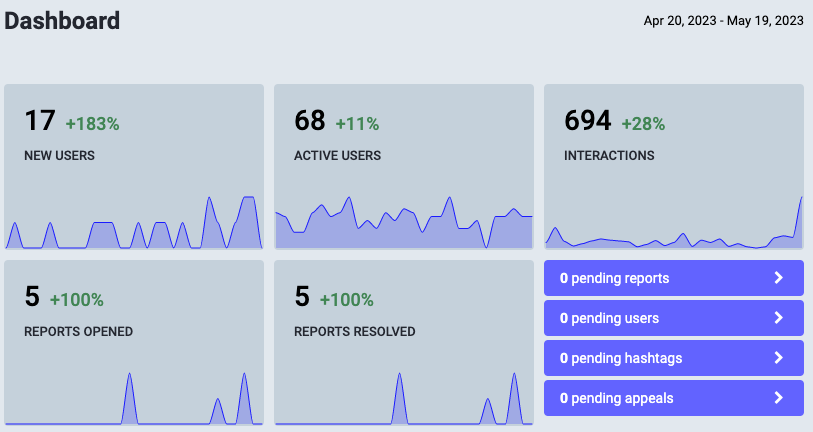 Dashboard
Apr 20, 2023 - May 19, 2023
17 +183%
NEW USERS
68 +11%
ACTIVE USERS
694 +28%
INTERACTIONS
5 +100%
REPORTS OPENED
5 +100%
REPORTS RESOLVED
0 pending reports
0 pending users
0 pending hashtags
0 pending appeals